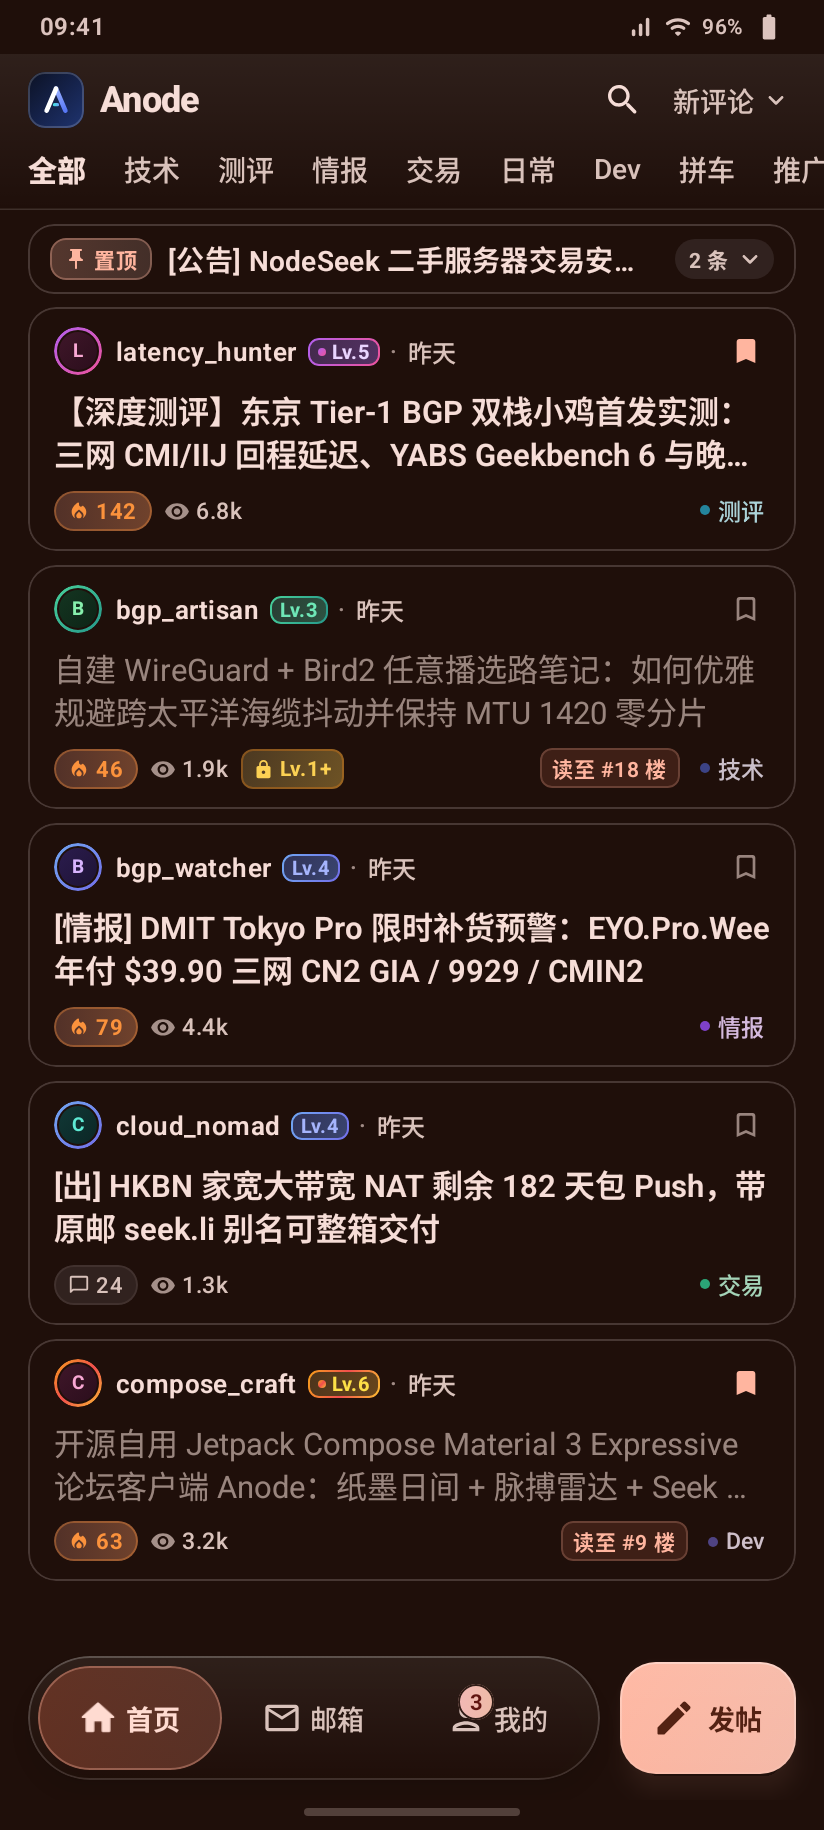 09:41
96%
Anode
新评论
全部 技术 测评 情报 交易 日常 Dev 拼车 推广
置顶 [公告] NodeSeek 二手服务器交易安... 2 条
L latency_hunter Lv.5 · 昨天
【深度测评】东京 Tier-1 BGP 双栈小鸡首发实测：
三网 CMI/IIJ 回程延迟、YABS Geekbench 6 与晚...
142 6.8k 测评
B bgp_artisan Lv.3 · 昨天
自建 WireGuard + Bird2 任意播选路笔记：如何优雅
规避跨太平洋海缆抖动并保持 MTU 1420 零分片
46 1.9k Lv.1+ 读至 #18 楼 技术
B bgp_watcher Lv.4 · 昨天
[情报] DMIT Tokyo Pro 限时补货预警：EYO.Pro.Wee
年付 $39.90 三网 CN2 GIA / 9929 / CMIN2
79 4.4k 情报
C cloud_nomad Lv.4 · 昨天
[出] HKBN 家宽大带宽 NAT 剩余 182 天包 Push，带
原邮 seek.li 别名可整箱交付
24 1.3k 交易
C compose_craft Lv.6 · 昨天
开源自用 Jetpack Compose Material 3 Expressive
论坛客户端 Anode：纸墨日间 + 脉搏雷达 + Seek ...
63 3.2k 读至 #9 楼 Dev
首页 邮箱 3 我的 发帖